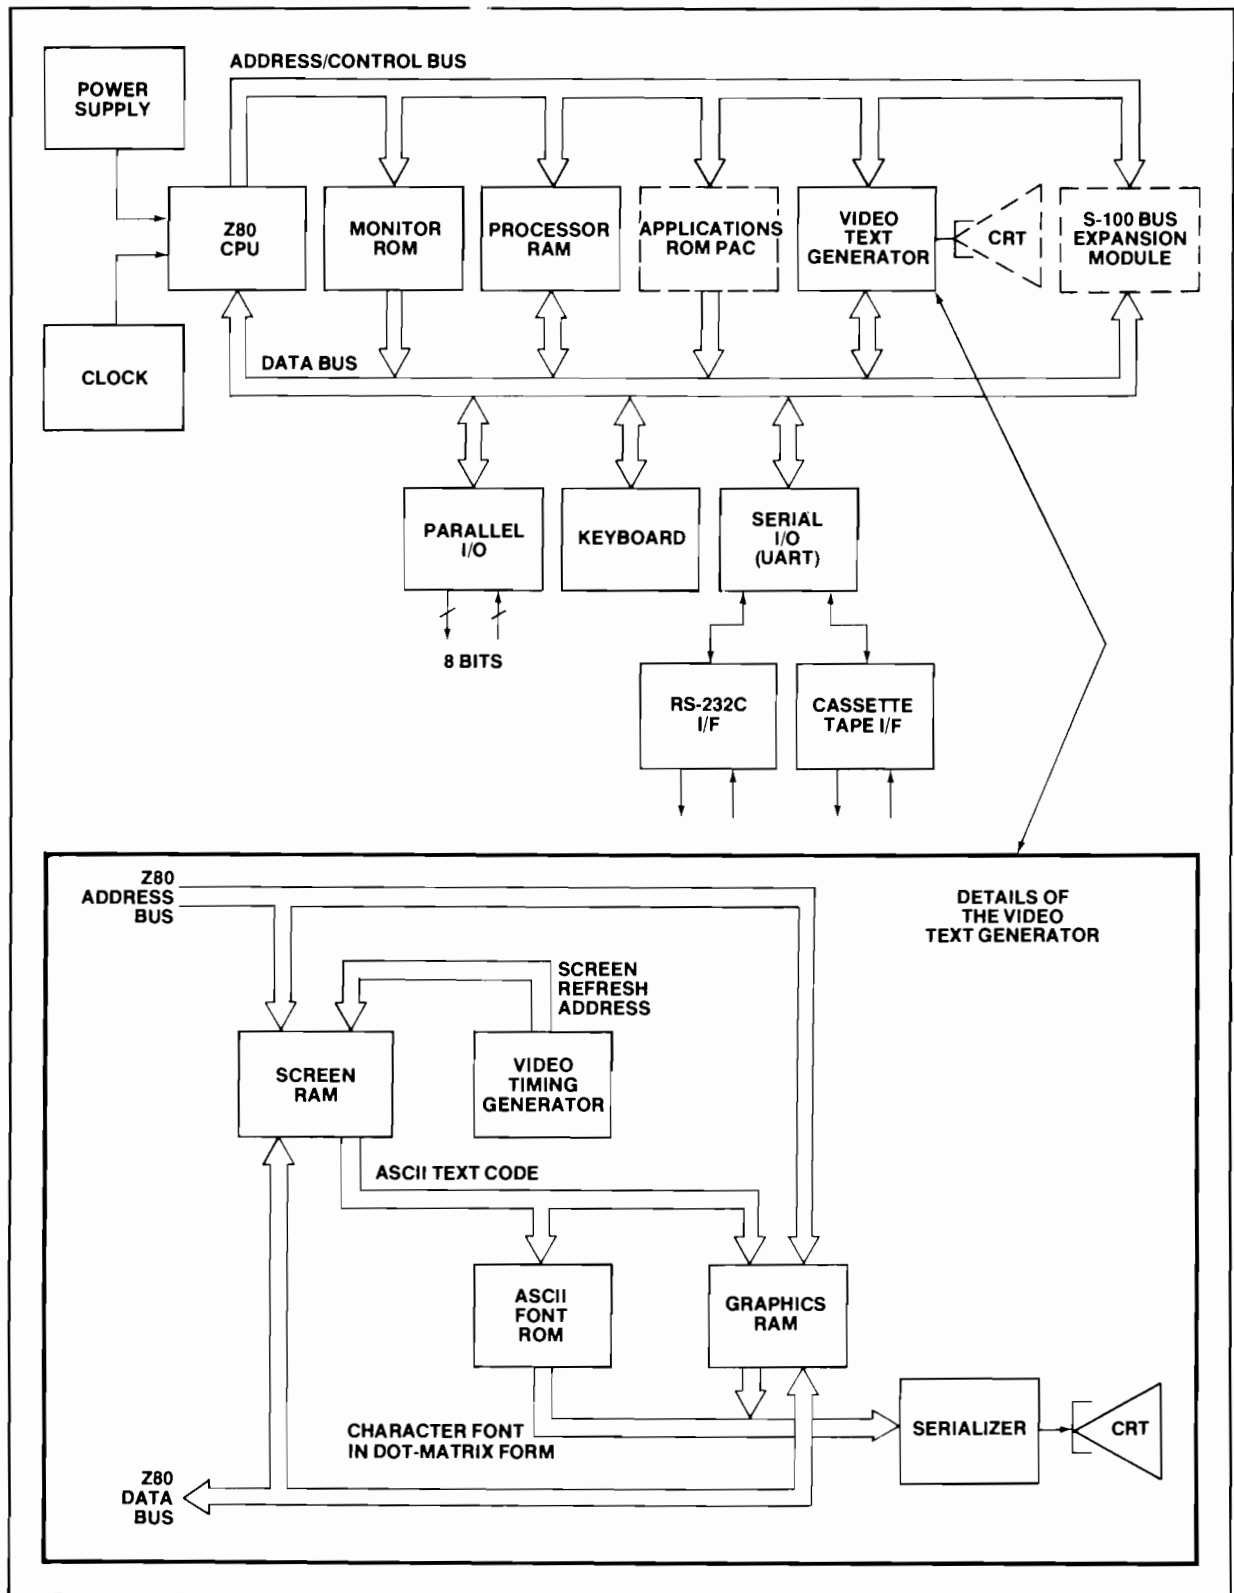 ADDRESS/CONTROL BUS
POWER
SUPPLY
Z80
CPU
MONITOR
ROM
PROCESSOR
RAM
APPLICATIONS
ROM PAC
VIDEO
TEXT
GENERATOR
CRT
S-100 BUS
EXPANSION
MODULE
CLOCK
DATA BUS
PARALLEL
I/O
KEYBOARD
SERIAL
I/O
(UART)
8 BITS
RS-232C
I/F
CASSETTE
TAPE I/F
Z80
ADDRESS
BUS
DETAILS OF
THE VIDEO
TEXT GENERATOR
SCREEN
REFRESH
ADDRESS
SCREEN
RAM
VIDEO
TIMING
GENERATOR
ASCII TEXT CODE
ASCII
FONT
ROM
GRAPHICS
RAM
CHARACTER FONT
IN DOT-MATRIX FORM
SERIALIZER
CRT
Z80
DATA
BUS